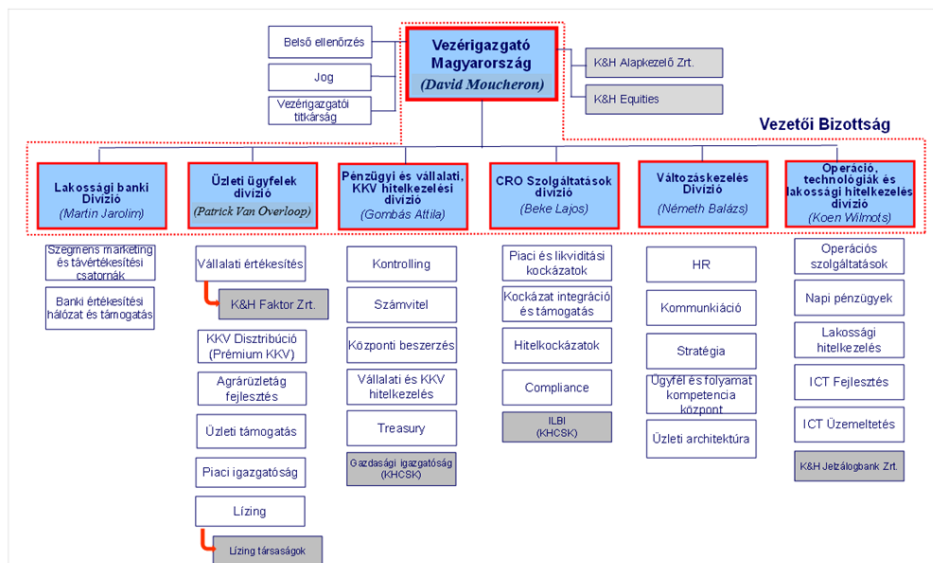 Belső ellenőrzés
Jog
Vezérigazgatói
titkárság
Vezérigazgató
Magyarország
(David Moucheron)
K&H Alapkezelő Zrt.
K&H Equities
Vezetői Bizottság
Lakossági banki
Divízió
(Martin Jarolim)
Szegmens marketing
és távértékesítési
csatornák
Banki értékesítési
hálózat és támogatás
Üzleti ügyfelek
divízió
(Patrick Van Overloop)
Vállalati értékesítés
K&H Faktor Zrt.
KKV Disztribúció
(Prémium KKV)
Agrárüzletág
fejlesztés
Üzleti támogatás
Piaci igazgatóság
Lízing
Lízing társaságok
Pénzügyi és vállalati,
KKV hitelkezelési
divízió
(Gombás Attila)
Kontrolling
Számvitel
Központi beszerzés
Vállalati és KKV
hitelkezelés
Treasury
Gazdasági igazgatóság
(KHCSK)
CRO Szolgáltatások
divízió
(Beke Lajos)
Piaci és likviditási
kockázatok
Kockázat integráció
és támogatás
Hitelkockázatok
Compliance
ILBI
(KHCSK)
Változáskezelés
Divízió
(Németh Balázs)
HR
Kommunkiáció
Stratégia
Ügyfél és folyamat
kompetencia
központ
Üzleti architektúra
Operáció,
technológiák és
lakossági hitelkezelés
divízió
(Koen Wilmots)
Operációs
szolgáltatások
Napi pénzügyek
Lakossági
hitelkezelés
ICT Fejlesztés
ICT Üzemeltetés
K&H Jelzálogbank Zrt.